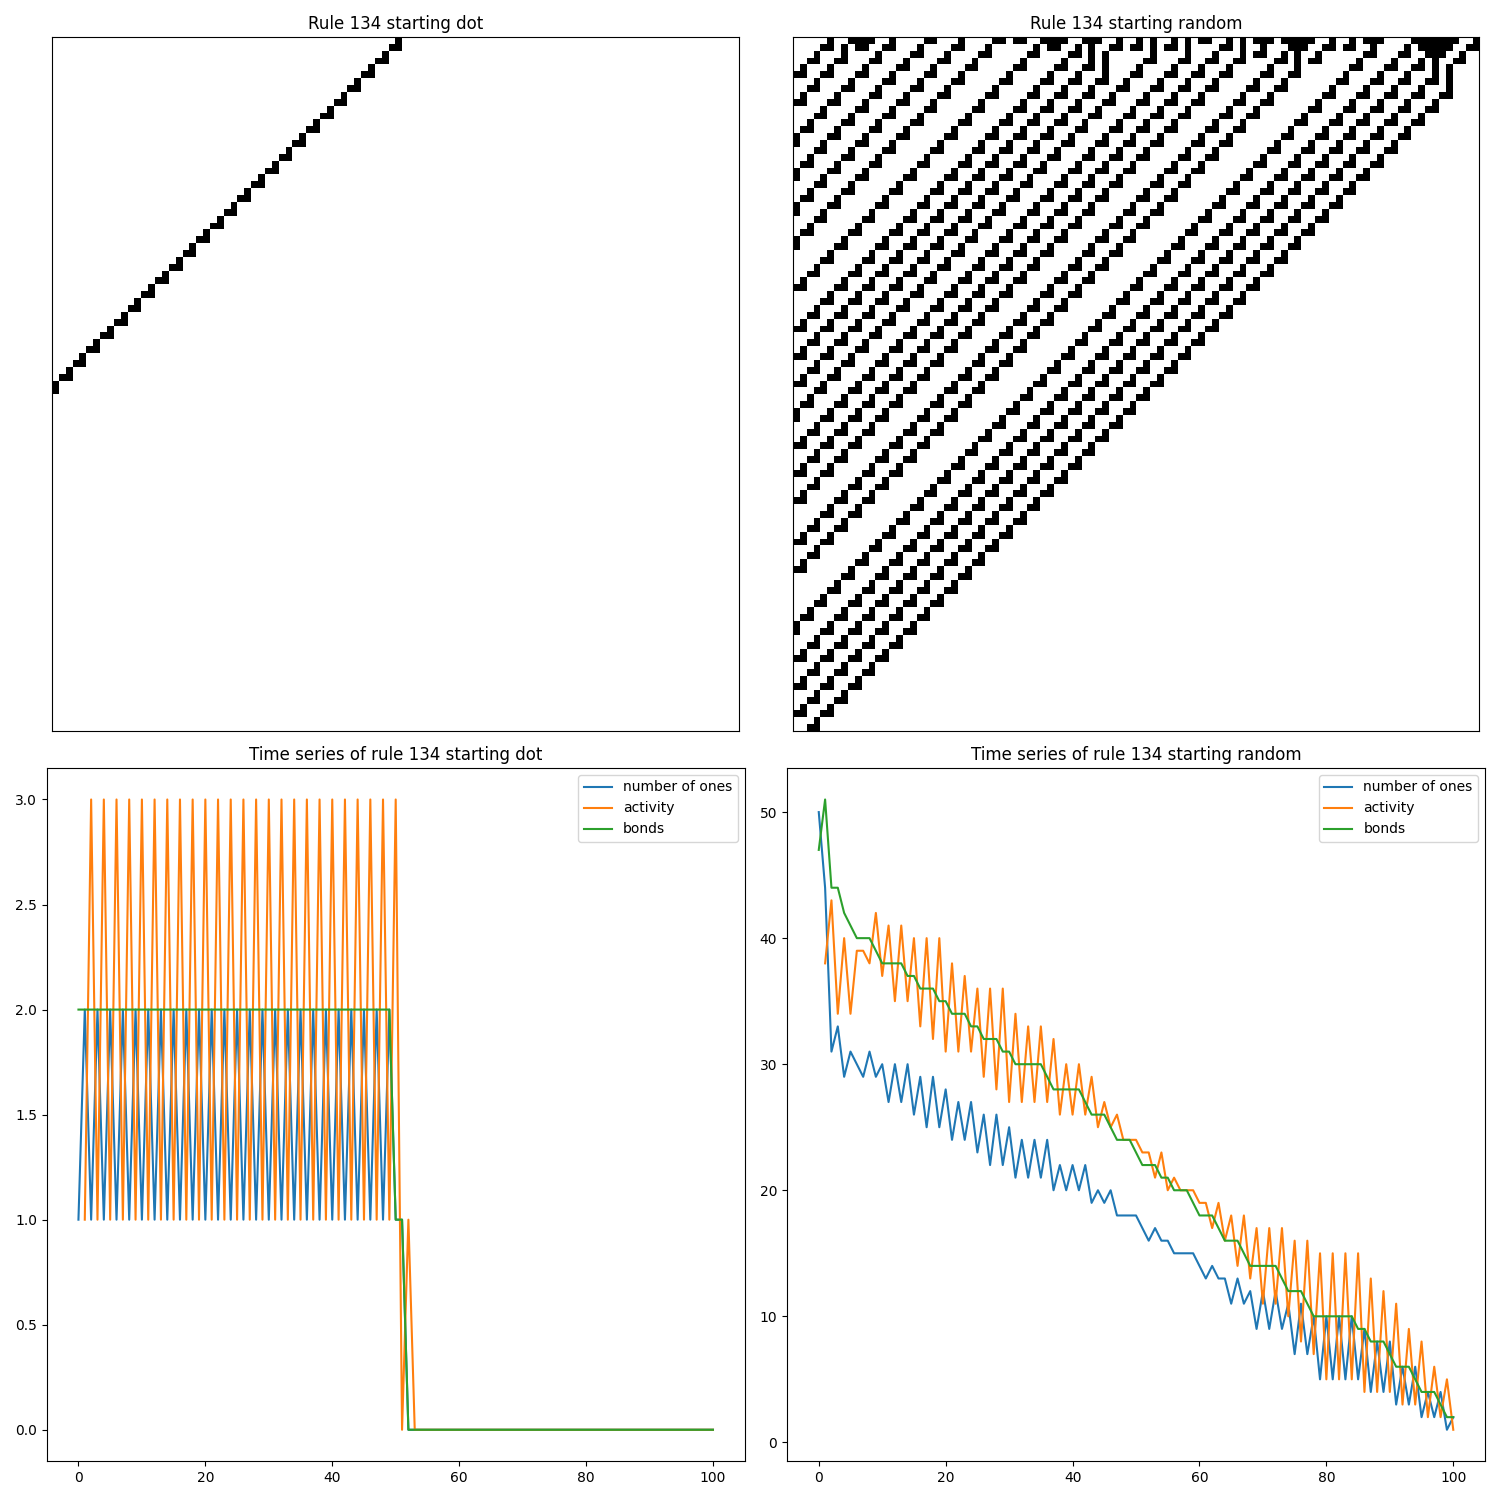 Rule 134 starting dot
Rule 134 starting random
Time series of rule 134 starting dot
3.0
2.5
2.0
1.5
1.0
0.5
0.0
0
20
40
60
80
100
number of ones
activity
bonds
Time series of rule 134 starting random
50
40
30
20
10
0
0
20
40
60
80
100
number of ones
activity
bonds